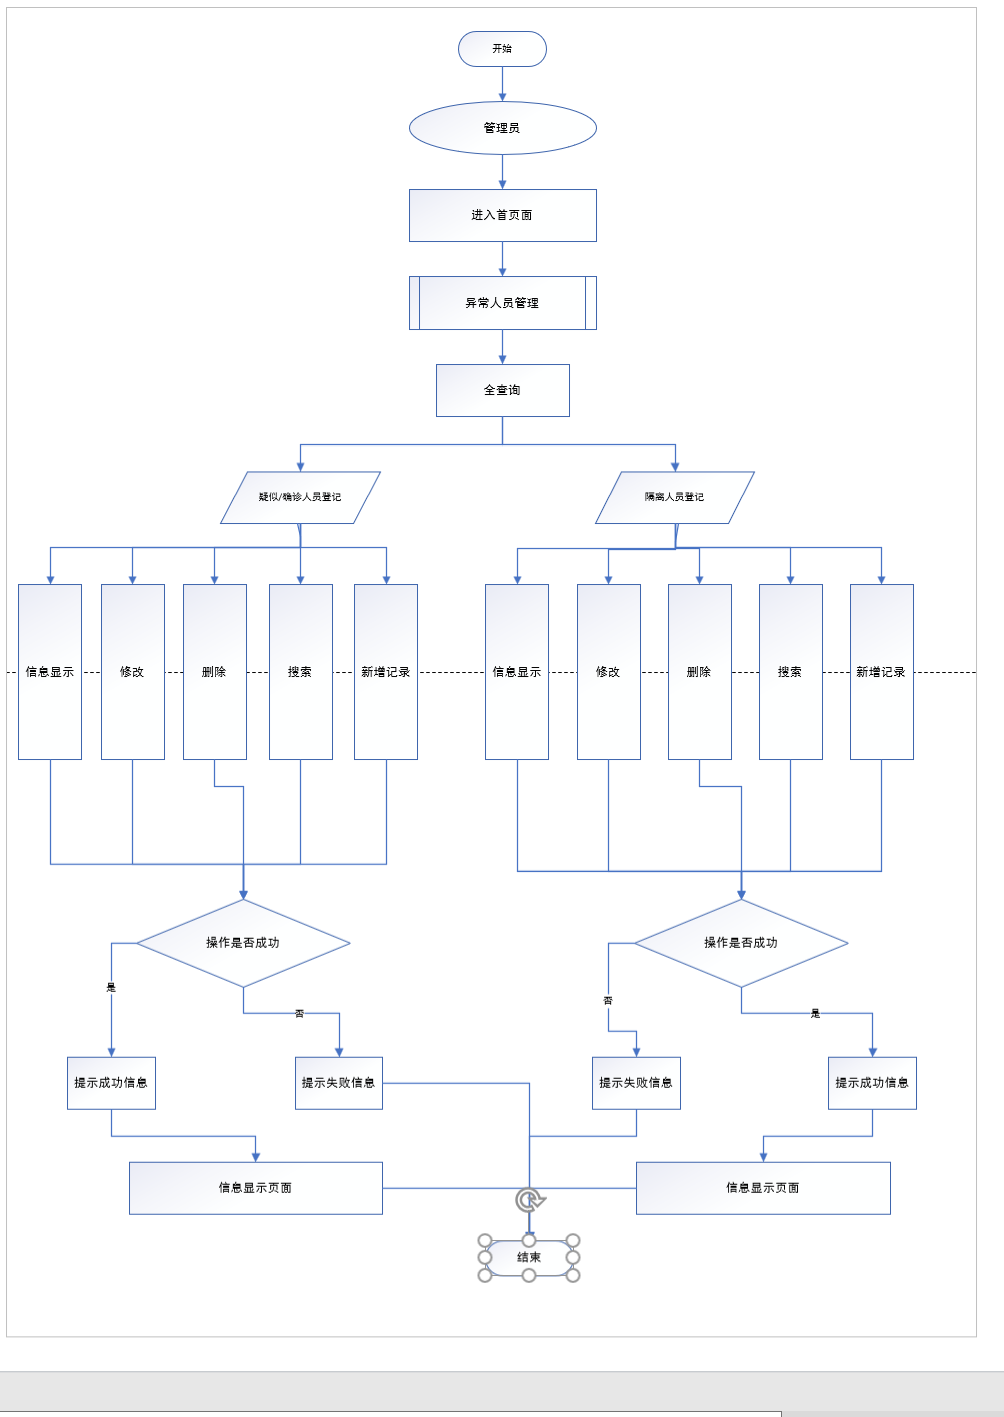 开始
管理员
进入首页面
异常人员管理
全查询
疑似/确诊人员登记
隔离人员登记
信息显示
修改
删除
搜索
新增记录
信息显示
修改
删除
搜索
新增记录
操作是否成功
操作是否成功
是
否
否
是
提示成功信息
提示失败信息
提示失败信息
提示成功信息
信息显示页面
信息显示页面
结束